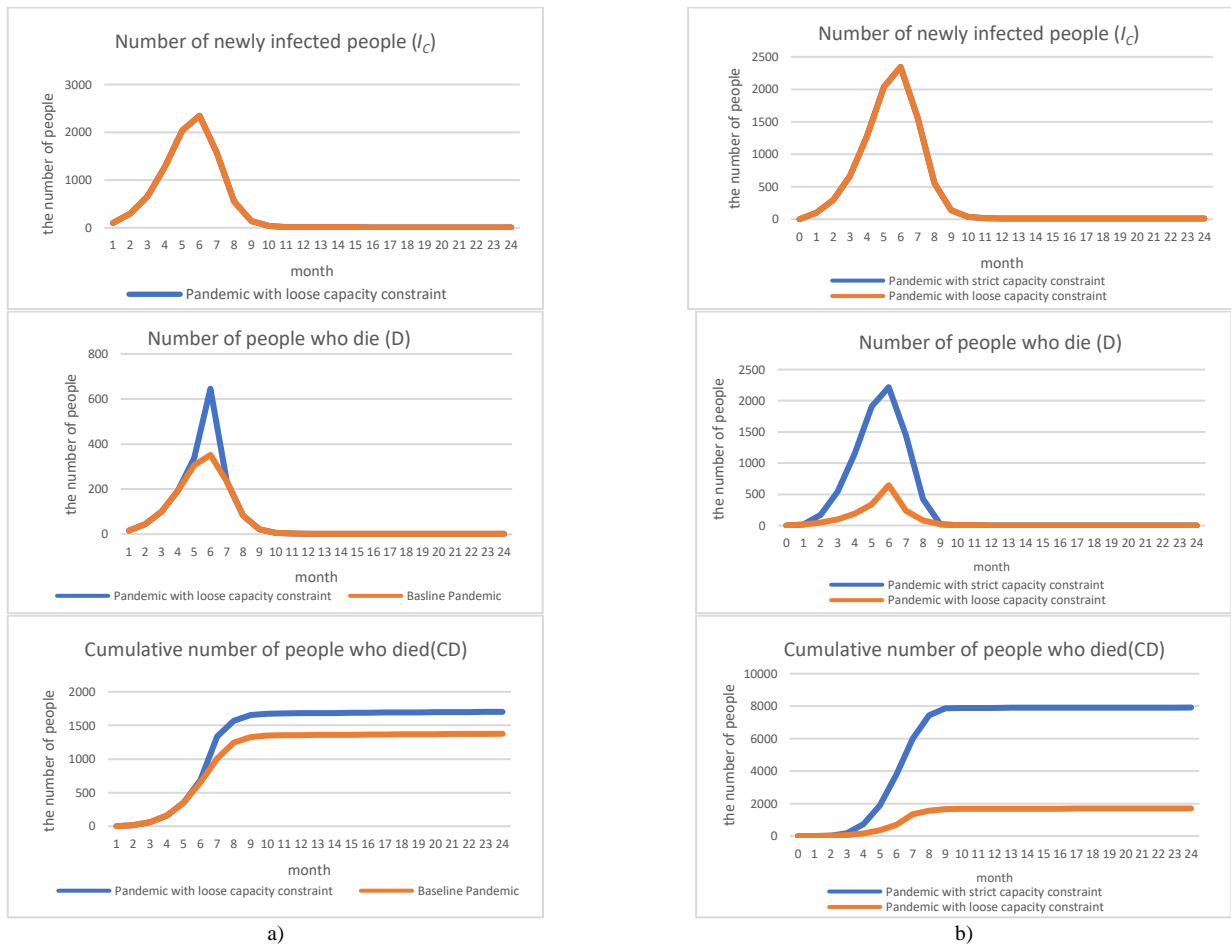 Number of newly infected people (IC)
the number of people
3000
2000
1000
0
1 2 3 4 5 6 7 8 9 10 11 12 13 14 15 16 17 18 19 20 21 22 23 24
month
Pandemic with loose capacity constraint
Number of people who die (D)
the number of people
800
600
400
200
0
1 2 3 4 5 6 7 8 9 10 11 12 13 14 15 16 17 18 19 20 21 22 23 24
month
Pandemic with loose capacity constraint Basline Pandemic
Cumulative number of people who died(CD)
the number of people
2000
1500
1000
500
0
1 2 3 4 5 6 7 8 9 10 11 12 13 14 15 16 17 18 19 20 21 22 23 24
month
Pandemic with loose capacity constraint Baseline Pandemic
a)
Number of newly infected people (IC)
the number of people
2500
2000
1500
1000
500
0
0 1 2 3 4 5 6 7 8 9 10 11 12 13 14 15 16 17 18 19 20 21 22 23 24
month
Pandemic with strict capacity constraint
Pandemic with loose capacity constraint
Number of people who die (D)
the number of people
2500
2000
1500
1000
500
0
0 1 2 3 4 5 6 7 8 9 10 11 12 13 14 15 16 17 18 19 20 21 22 23 24
month
Pandemic with strict capacity constraint
Pandemic with loose capacity constraint
Cumulative number of people who died(CD)
the number of people
10000
8000
6000
4000
2000
0
0 1 2 3 4 5 6 7 8 9 10 11 12 13 14 15 16 17 18 19 20 21 22 23 24
month
Pandemic with strict capacity constraint
Pandemic with loose capacity constraint
b)